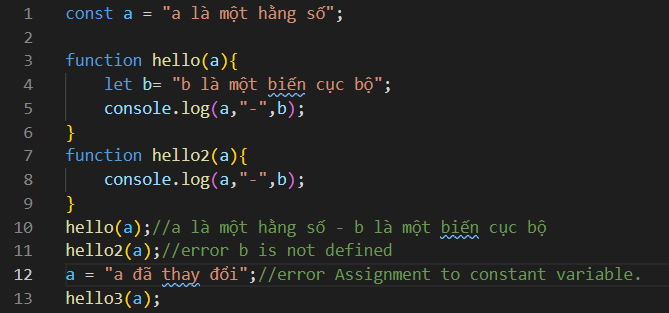 1 const a = "a là một hằng số";
2
3 function hello(a){
4     let b= "b là một biến cục bộ";
5     console.log(a,"-",b);
6 }
7 function hello2(a){
8     console.log(a,"-",b);
9 }
10 hello(a);//a là một hằng số - b là một biến cục bộ
11 hello2(a);//error b is not defined
12 a = "a đã thay đổi";//error Assignment to constant variable.
13 hello3(a);